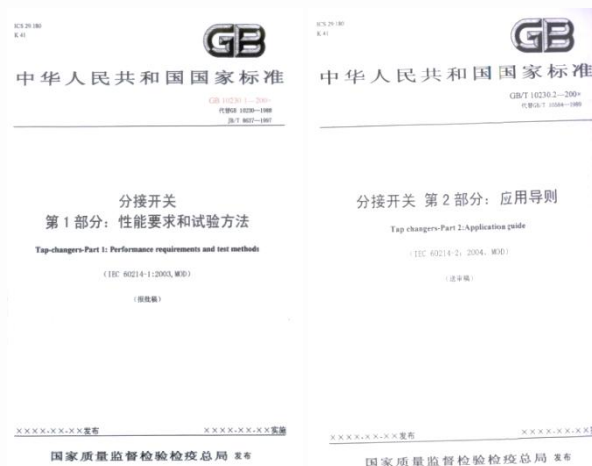 ICS 29.180
K 41
GB
中华人民共和国国家标准
GB 10230.1—200×
代替GB 10230—1988
JB/T 8637—1997
分接开关
第1部分：性能要求和试验方法
Tap-changers-Part 1: Performance requirements and test methods
(IEC 60214-1:2003,MOD)
(报批稿)
××××-××-××发布
××××-××-××实施
国家质量监督检验检疫总局 发布
ICS 29.180
K 41
GB
中华人民共和国国家标准
GB/T 10230.2—200×
分接开关 第2部分：应用导则
Tap changers-Part 2:Application guide
(IEC 60214-2: 2004, MOD)
(送审稿)
××××-××-××发布
××××-××-××
国家质量监督检验检疫总局 发布